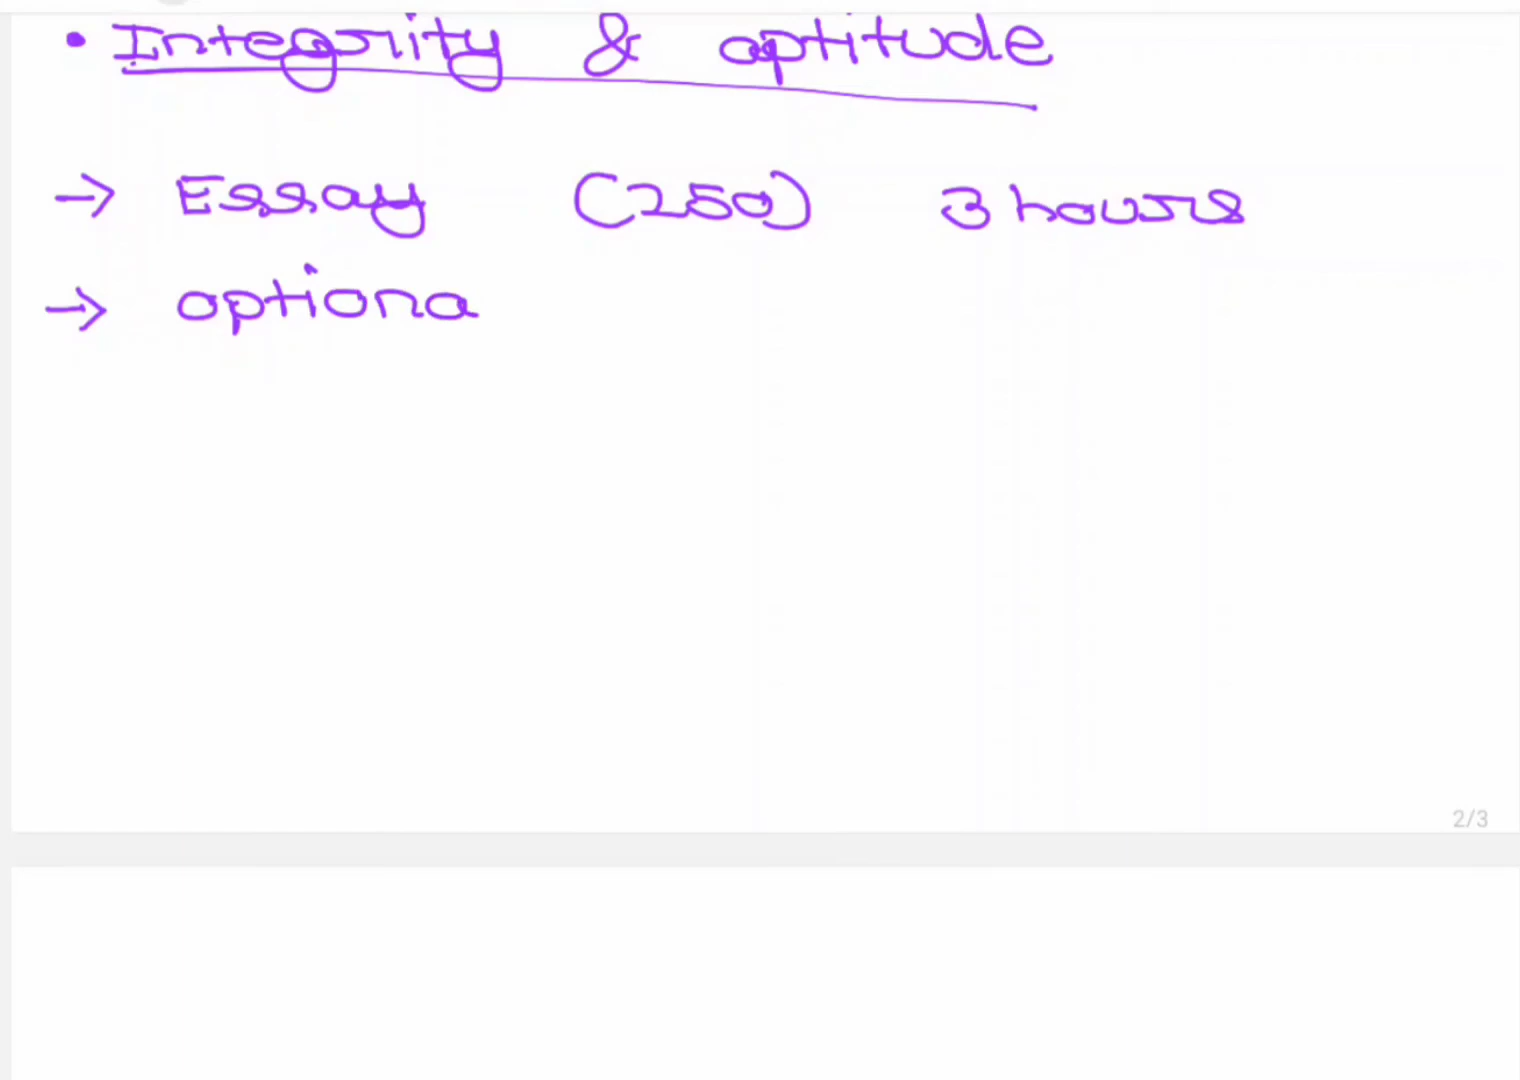 • Integrity & aptitude
→ Essay (250) 3 hours
→ optiona
2/3